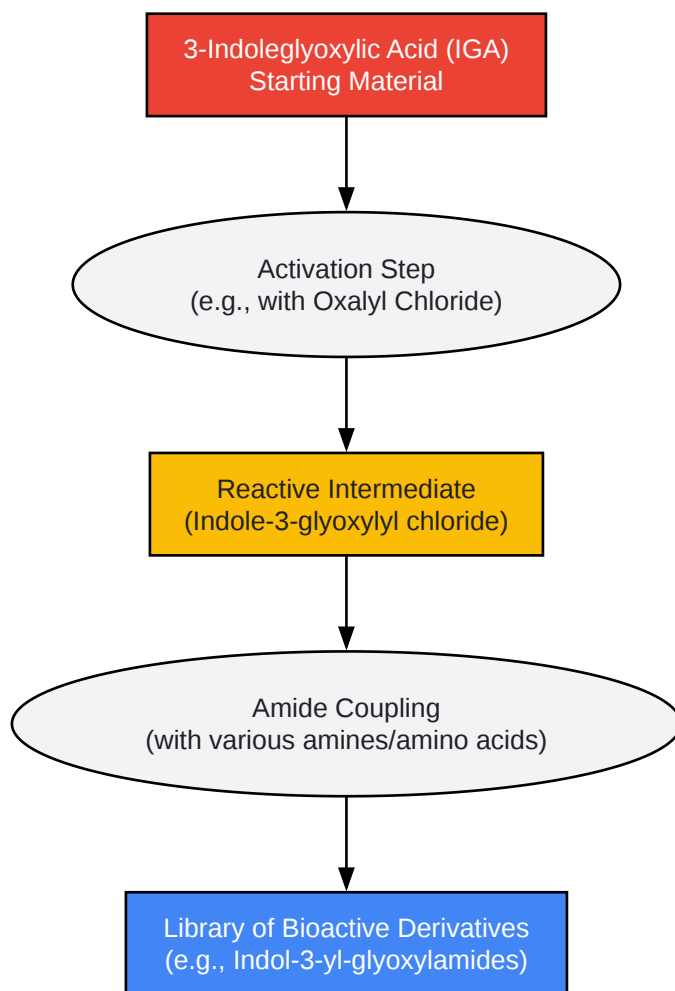 3-Indoleglyoxylic Acid (IGA)
Starting Material
Activation Step
(e.g., with Oxalyl Chloride)
Reactive Intermediate
(Indole-3-glyoxylyl chloride)
Amide Coupling
(with various amines/amino acids)
Library of Bioactive Derivatives
(e.g., Indol-3-yl-glyoxylamides)